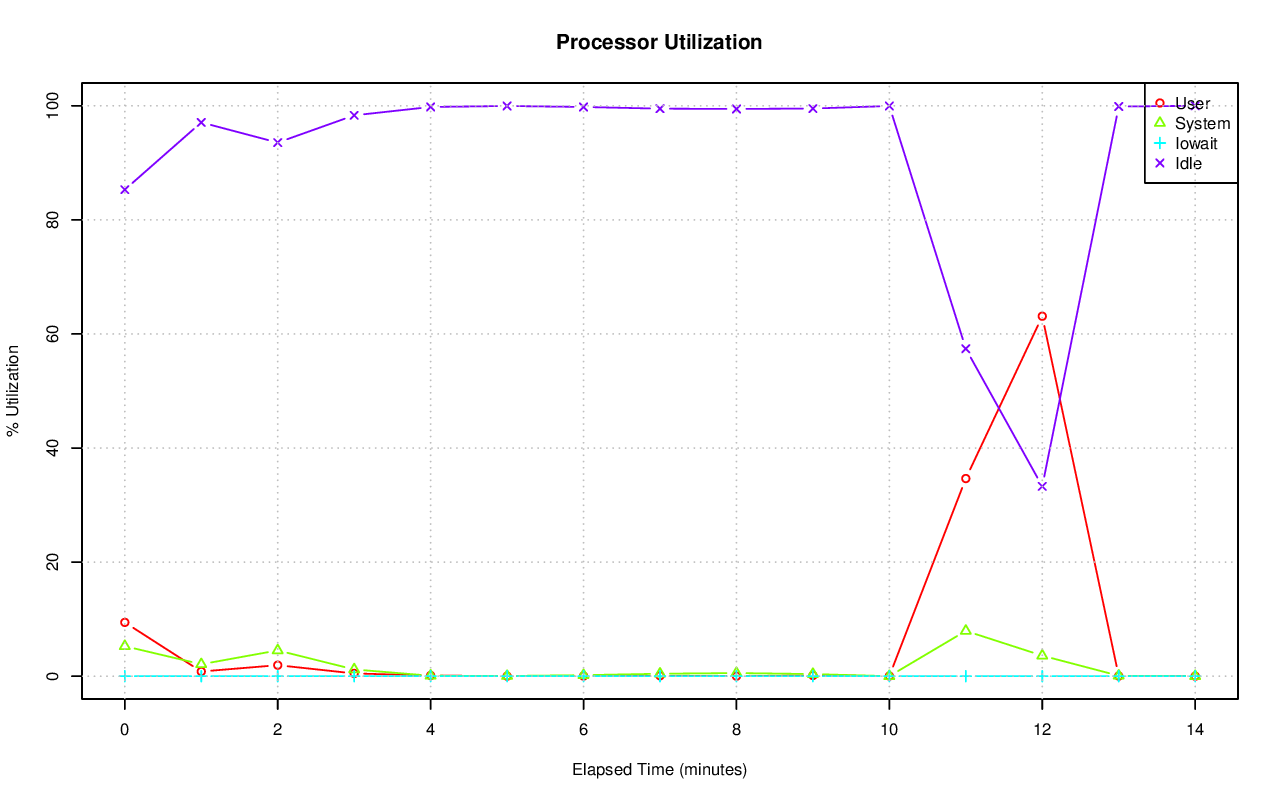 Processor Utilization
% Utilization
100
80
60
40
20
0
User
System
Iowait
Idle
0 2 4 6 8 10 12 14
Elapsed Time (minutes)